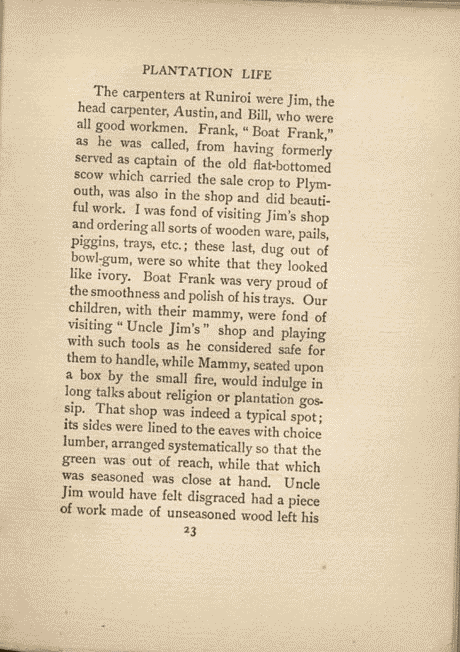 PLANTATION LIFE
The carpenters at Runiroi were Jim, the
head carpenter, Austin, and Bill, who were
all good workmen. Frank, “ Boat Frank,”
as he was called, from having formerly
served as captain of the old flat-bottomed
scow which carried the sale crop to Plym-
outh, was also in the shop and did beauti-
ful work. I was fond of visiting Jim's shop
and ordering all sorts of wooden ware, pails,
piggins, trays, etc.; these last, dug out of
bowl-gum, were so white that they looked
like ivory. Boat Frank was very proud of
the smoothness and polish of his trays. Our
children, with their mammy, were fond of
visiting “ Uncle Jim's ” shop and playing
with such tools as he considered safe for
them to handle, while Mammy, seated upon
a box by the small fire, would indulge in
long talks about religion or plantation gos-
sip. That shop was indeed a typical spot;
its sides were lined to the eaves with choice
lumber, arranged systematically so that the
green was out of reach, while that which
was seasoned was close at hand. Uncle
Jim would have felt disgraced had a piece
of work made of unseasoned wood left his
23